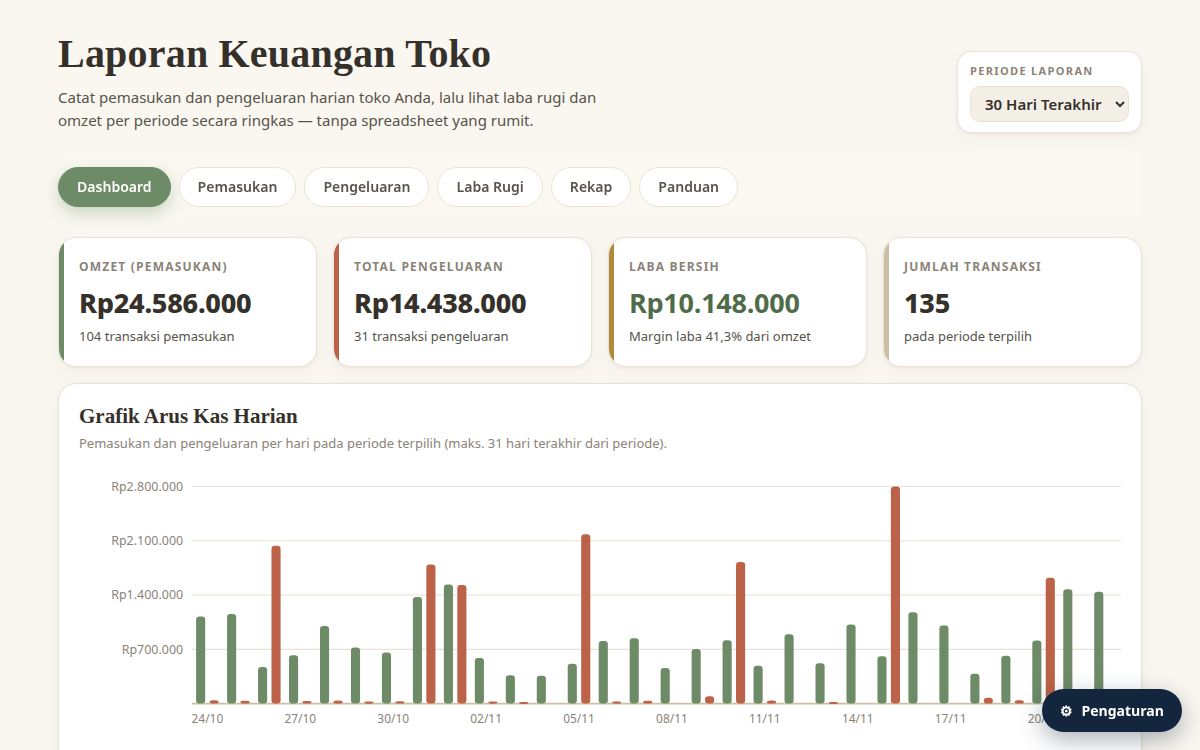 Laporan Keuangan Toko
Catat pemasukan dan pengeluaran harian toko Anda, lalu lihat laba rugi dan
omzet per periode secara ringkas — tanpa spreadsheet yang rumit.
PERIODE LAPORAN
30 Hari Terakhir
Dashboard
Pemasukan
Pengeluaran
Laba Rugi
Rekap
Panduan
OMZET (PEMASUKAN)
Rp24.586.000
104 transaksi pemasukan
TOTAL PENGELUARAN
Rp14.438.000
31 transaksi pengeluaran
LABA BERSIH
Rp10.148.000
Margin laba 41,3% dari omzet
JUMLAH TRANSAKSI
135
pada periode terpilih
Grafik Arus Kas Harian
Pemasukan dan pengeluaran per hari pada periode terpilih (maks. 31 hari terakhir dari periode).
Rp2.800.000
Rp2.100.000
Rp1.400.000
Rp700.000
24/10
27/10
30/10
02/11
05/11
08/11
11/11
14/11
17/11
⚙ Pengaturan